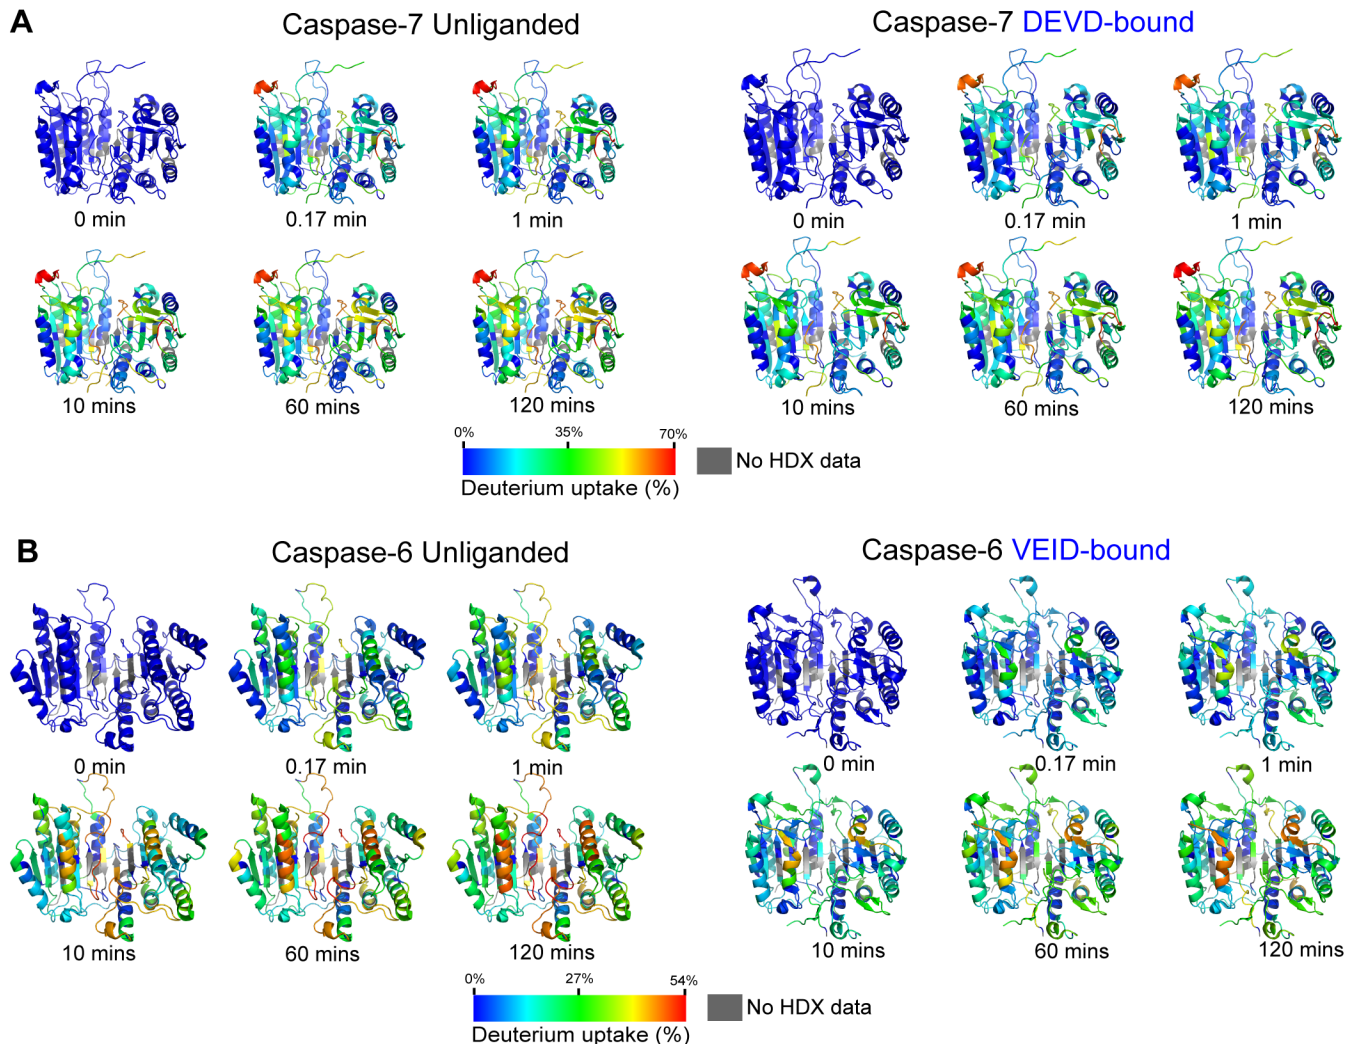 A
Caspase-7 Unliganded
Caspase-7 DEVD-bound
0 min
0.17 min
1 min
0 min
0.17 min
1 min
10 mins
60 mins
120 mins
10 mins
60 mins
120 mins
0%
35%
70%
No HDX data
Deuterium uptake (%)
B
Caspase-6 Unliganded
Caspase-6 VEID-bound
0 min
0.17 min
1 min
0 min
0.17 min
1 min
10 mins
60 mins
120 mins
10 mins
60 mins
120 mins
0%
27%
54%
No HDX data
Deuterium uptake (%)